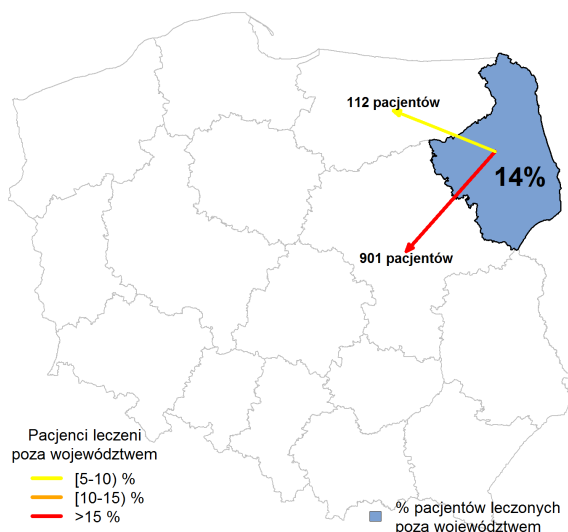 112 pacjentów
14%
901 pacjentów
Pacjenci leczeni
poza województwem
[5-10) %
[10-15) %
>15 %
% pacjentów leczonych
poza województwem